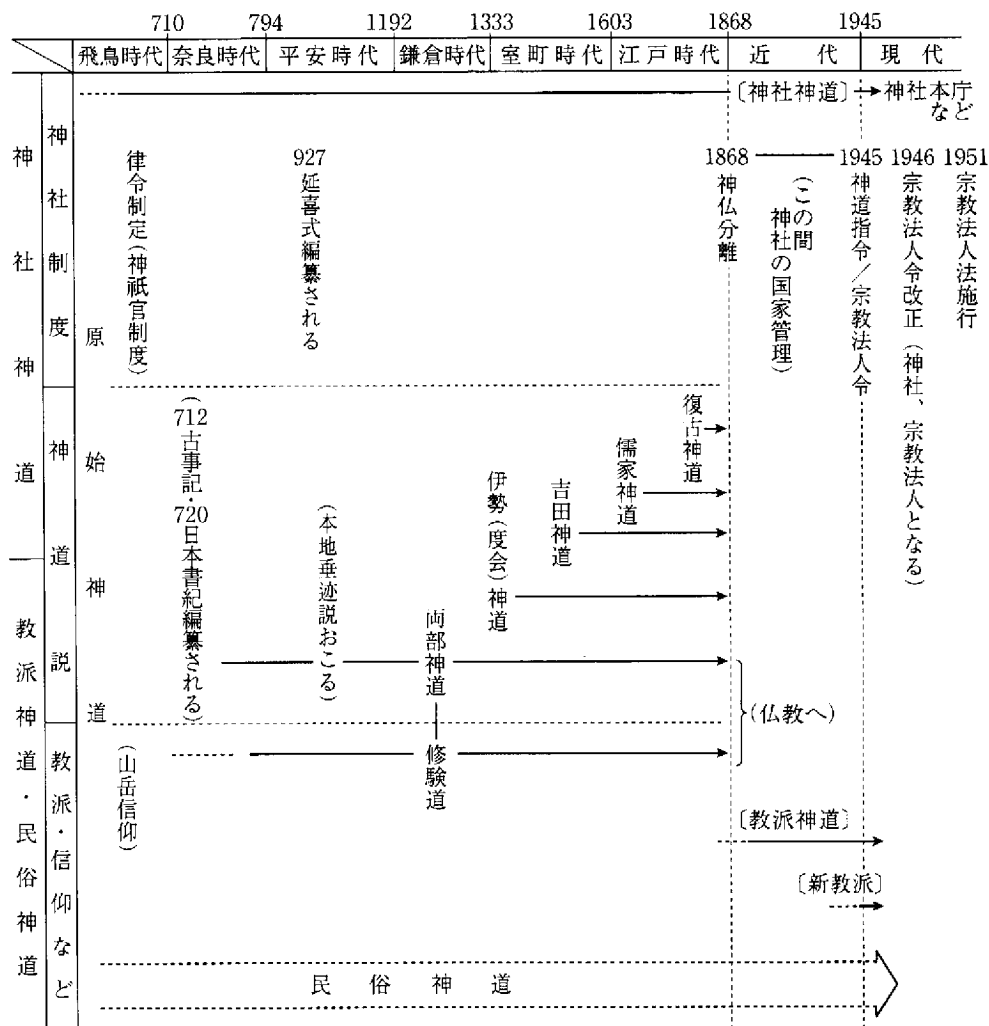 710 794 1192 1333 1603 1868 1945
飛鳥時代 奈良時代 平安時代 鎌倉時代 室町時代 江戸時代 近代 現代
神社神道
教派神道・民俗神道
神社制度
神道説
教派・信仰など
原始神道
〔神社神道〕
神社本庁など
律令制定(神祇官制度)
927
延喜式編纂される
1868
神仏分離
(この間
神社の国家管理)
1945
神道指令/宗教法人令
1946
宗教法人令改正(神社、宗教法人となる)
1951
宗教法人法施行
(712古事記・720日本書紀編纂される)
(本地垂迹説おこる)
両部神道
伊勢(度会)神道
吉田神道
儒家神道
復古神道
(仏教へ)
(山岳信仰)
修験道
〔教派神道〕
〔新教派〕
民俗神道